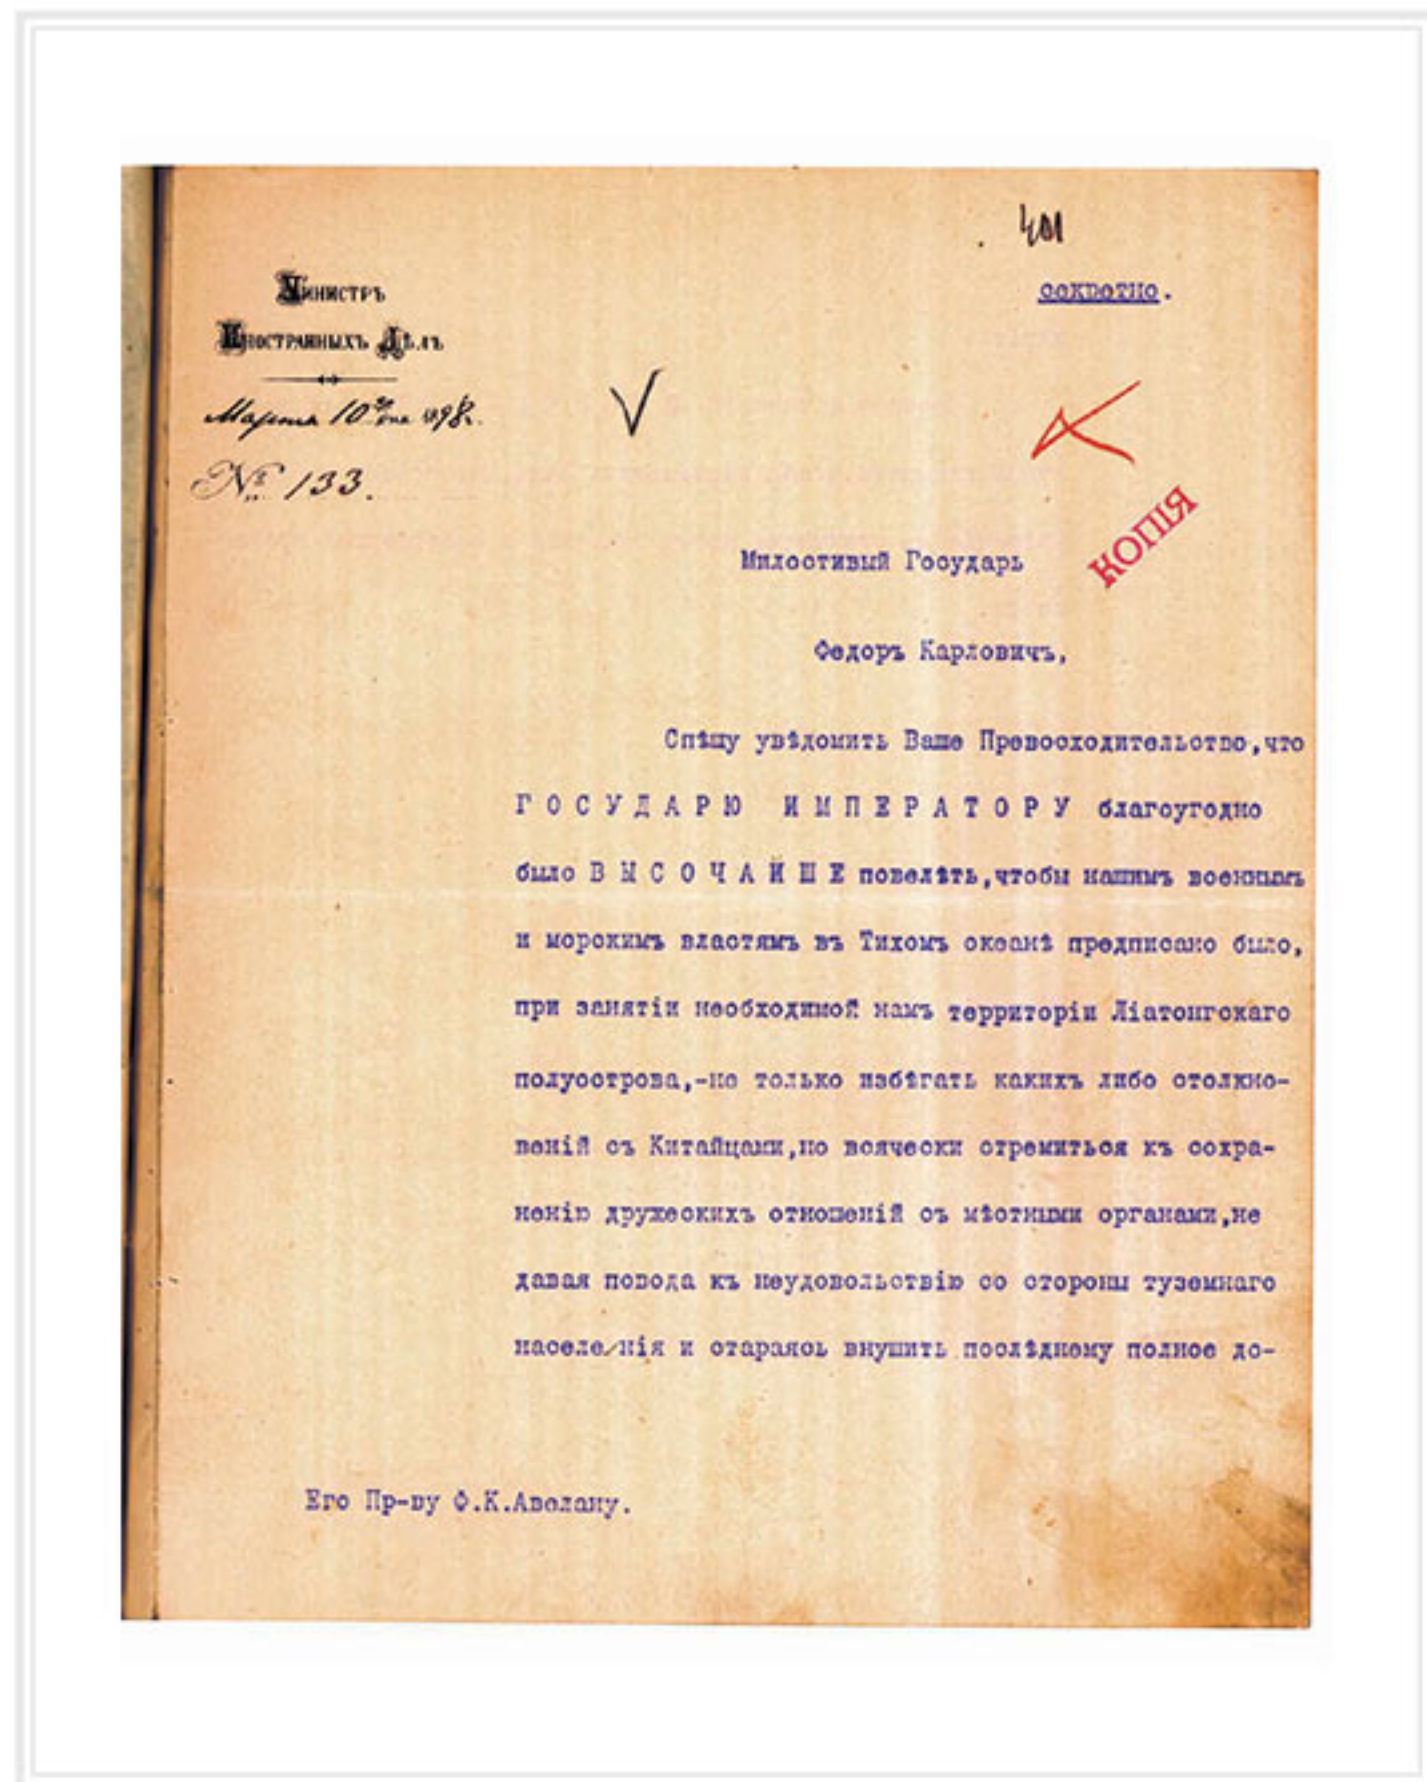 401
секретно.
Министръ
Иностранныхъ Дѣлъ
Марта 10го дня 1898г.
№ 133.
КОПІЯ
Милостивый Государь
Федоръ Карловичъ,
Спѣшу увѣдомить Ваше Превосходительство,что
ГОСУДАРЮ ИМПЕРАТОРУ благоугодно
было ВЫСОЧАЙШЕ повелѣть,чтобы нашимъ военнымъ
и морскимъ властямъ въ Тихомъ океанѣ предписано было,
при занятіи необходимой намъ территоріи Ліатонгскаго
полуострова,-не только избѣгать какихъ либо столкно-
веній съ Китайцами,но всячески стремиться къ сохра-
ненію дружескихъ отношеній съ мѣстными органами,не
давая повода къ неудовольствію со стороны туземнаго
населенія и стараясь внушить послѣднему полное до-
Его Пр-ву Ф.К.Авелану.